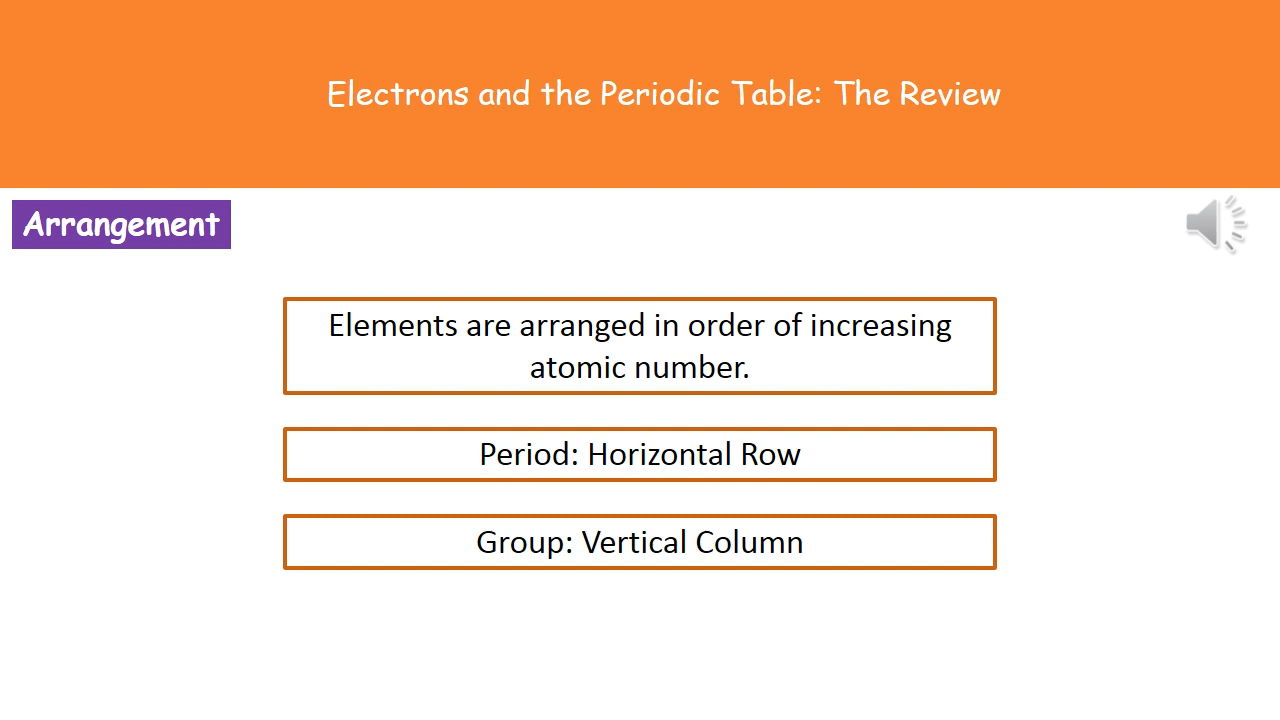 Electrons and the Periodic Table: The Review
Arrangement
Elements are arranged in order of increasing
atomic number.
Period: Horizontal Row
Group: Vertical Column